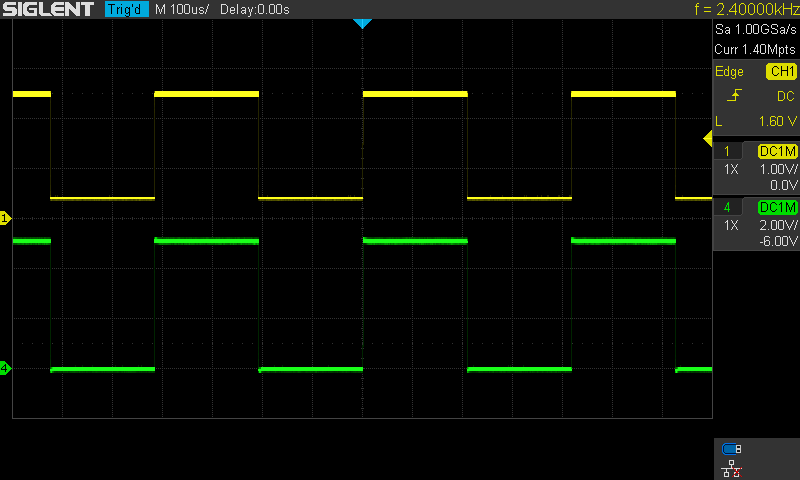 SIGLENT Trig'd M 100us/ Delay:0.00s f = 2.40000kHz
Sa 1.00GSa/s
Curr 1.40Mpts
Edge CH1
DC
L 1.60 V
1 DC1M
1X 1.00V/
0.0V
4 DC1M
1X 2.00V/
-6.00V
1
4